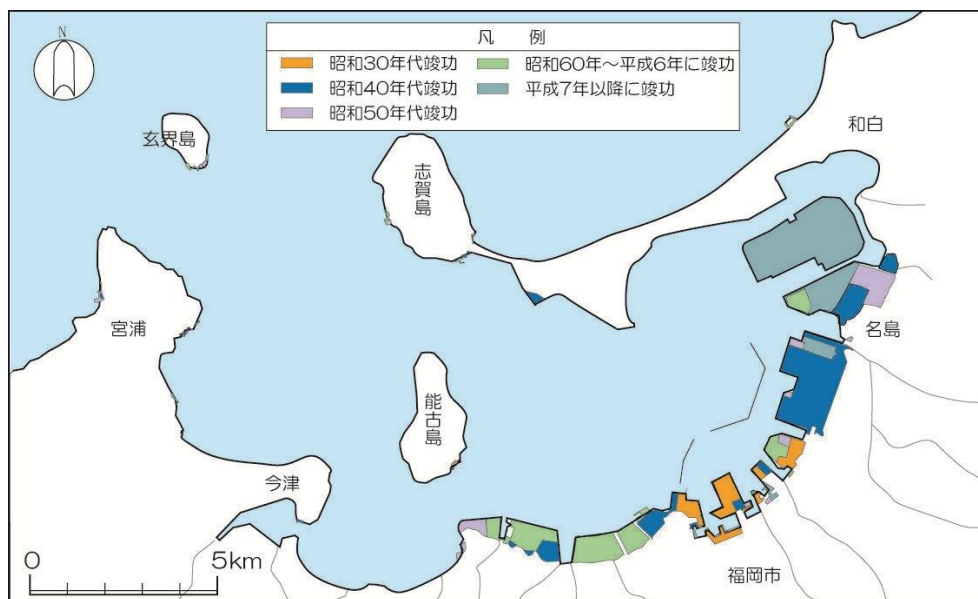 N
凡 例
昭和30年代竣功
昭和40年代竣功
昭和50年代竣功
昭和60年~平成6年に竣功
平成7年以降に竣功
和白
玄界島
志賀島
宮浦
名島
能古島
今津
福岡市
0 5km